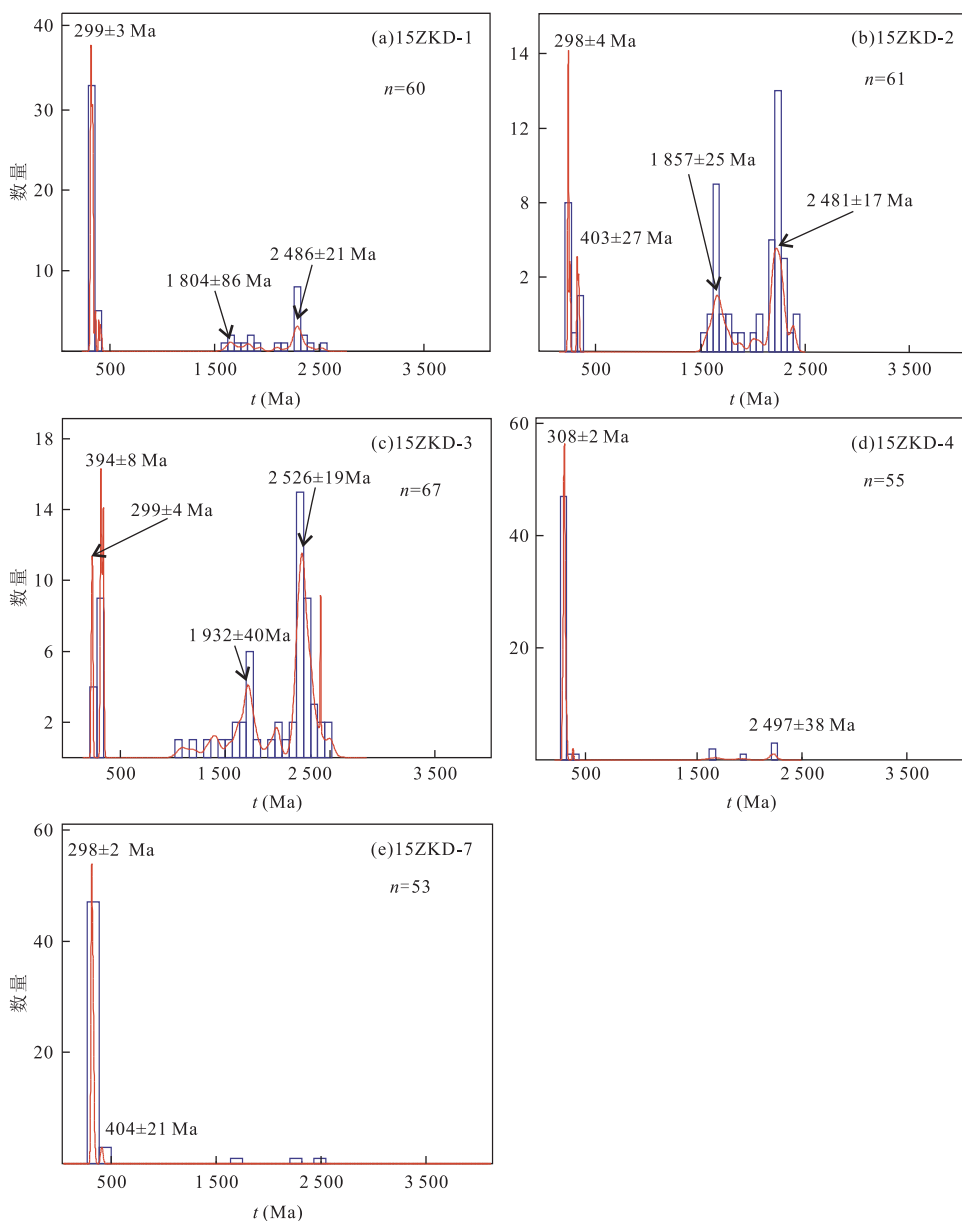 (a)15ZKD-1
n=60
299±3 Ma
1 804±86 Ma
2 486±21 Ma
数量
40
30
20
10
500
1 500
2 500
3 500
t (Ma)
(b)15ZKD-2
n=61
298±4 Ma
403±27 Ma
1 857±25 Ma
2 481±17 Ma
14
12
8
2
500
1 500
2 500
3 500
t (Ma)
(c)15ZKD-3
n=67
394±8 Ma
299±4 Ma
1 932±40Ma
2 526±19Ma
数量
18
14
10
6
2
500
1 500
2 500
3 500
t (Ma)
(d)15ZKD-4
n=55
308±2 Ma
2 497±38 Ma
60
40
20
500
1 500
2 500
3 500
t (Ma)
(e)15ZKD-7
n=53
298±2 Ma
404±21 Ma
数量
60
40
20
500
1 500
2 500
3 500
t (Ma)